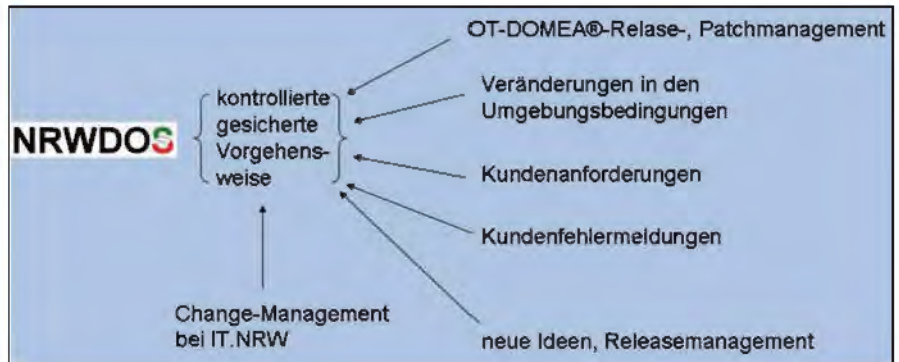 OT-DOMEA®-Relase-, Patchmanagement
Veränderungen in den
Umgebungsbedingungen
NRWDOS
kontrollierte
gesicherte
Vorgehens-
weise
Kundenanforderungen
Kundenfehlermeldungen
Change-Management
bei IT.NRW
neue Ideen, Releasemanagement